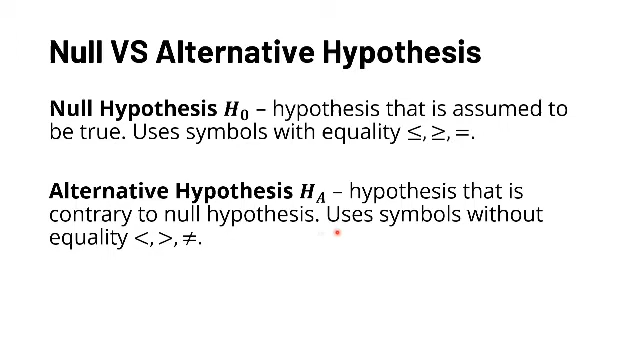 Null VS Alternative Hypothesis
Null Hypothesis H₀ – hypothesis that is assumed to
be true. Uses symbols with equality ≤, ≥, =.
Alternative Hypothesis H_A – hypothesis that is
contrary to null hypothesis. Uses symbols without
equality <, >, ≠.